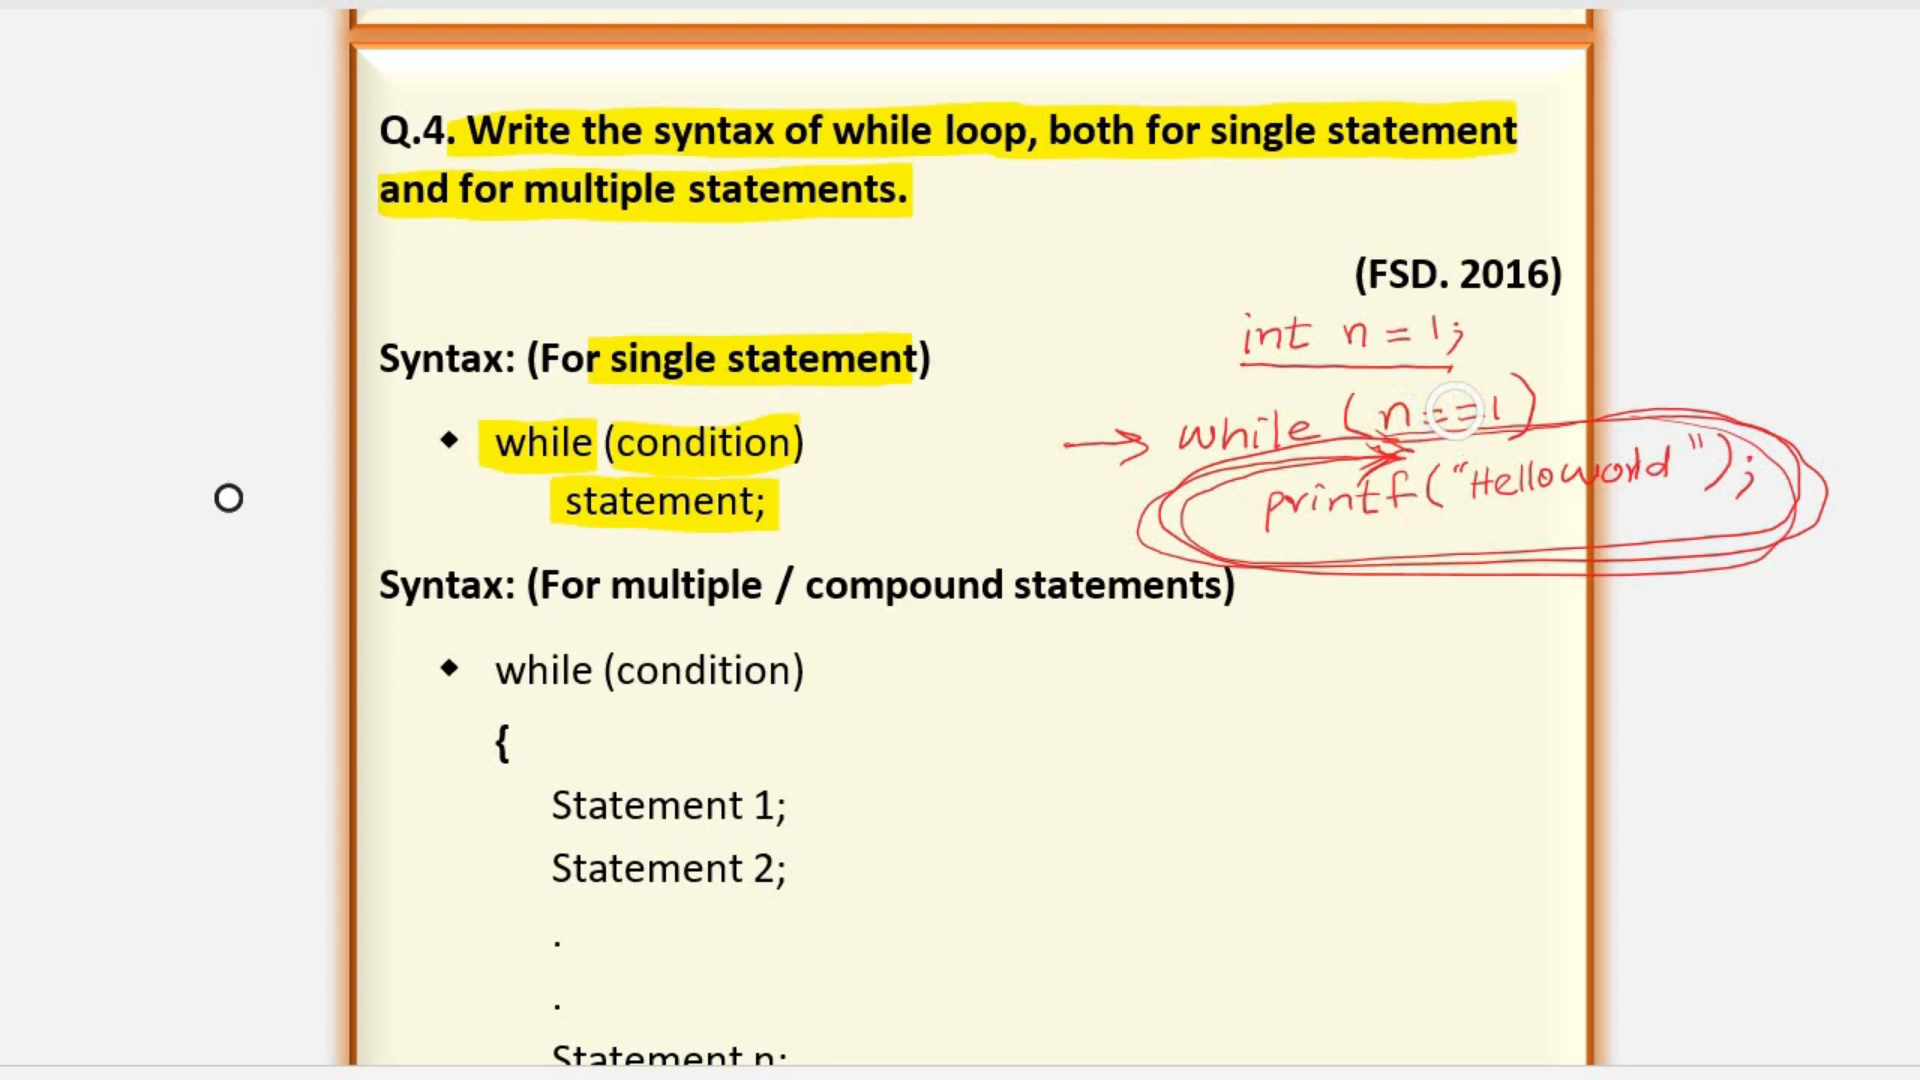 Q.4. Write the syntax of while loop, both for single statement
and for multiple statements.
(FSD. 2016)
int n = 1;
Syntax: (For single statement)
while (n==1)
◆ while (condition)
printf("Helloworld");
statement;
Syntax: (For multiple / compound statements)
◆ while (condition)
{
Statement 1;
Statement 2;
.
.
Statement n;